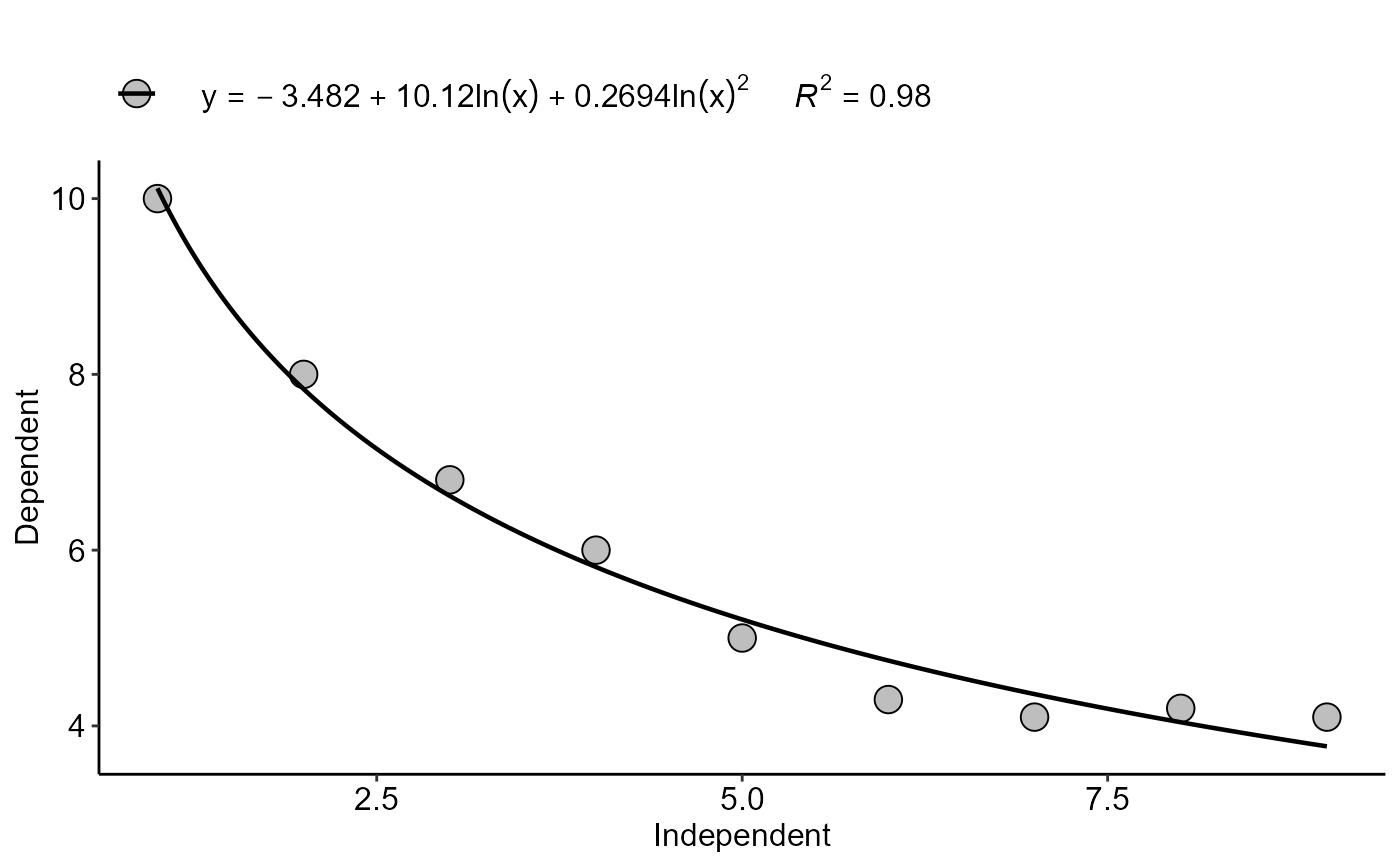 y = − 3.482 + 10.12ln(x) + 0.2694ln(x)² R² = 0.98
10
8
6
4
Dependent
2.5 5.0 7.5
Independent